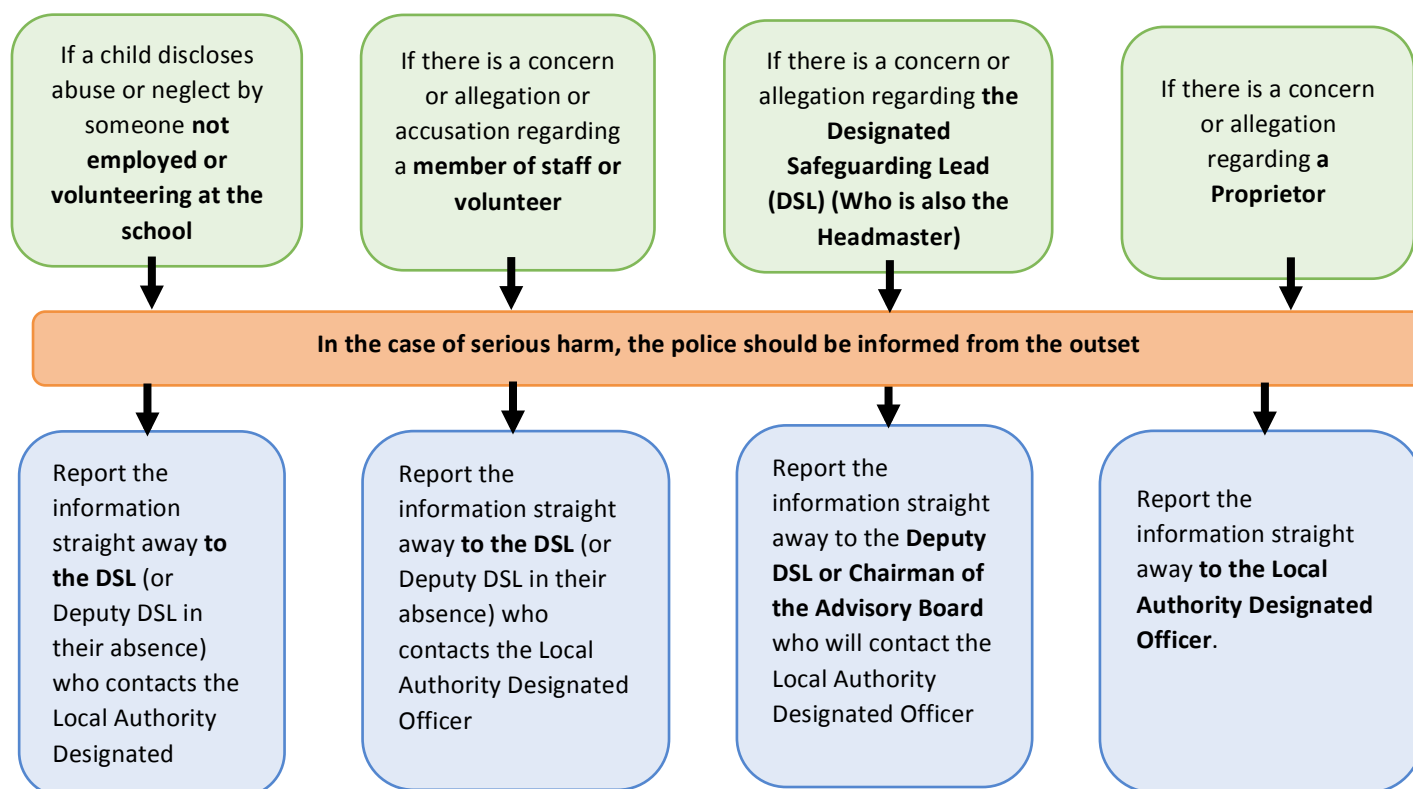 If a child discloses
abuse or neglect by
someone not
employed or
volunteering at the
school
If there is a concern
or allegation or
accusation regarding
a member of staff or
volunteer
If there is a concern or
allegation regarding the
Designated
Safeguarding Lead
(DSL) (Who is also the
Headmaster)
If there is a concern
or allegation
regarding a
Proprietor
In the case of serious harm, the police should be informed from the outset
Report the
information
straight away to
the DSL (or
Deputy DSL in
their absence)
who contacts the
Local Authority
Designated
Report the
information straight
away to the DSL (or
Deputy DSL in their
absence) who
contacts the Local
Authority Designated
Officer
Report the
information straight
away to the Deputy
DSL or Chairman of
the Advisory Board
who will contact the
Local Authority
Designated Officer
Report the
information straight
away to the Local
Authority Designated
Officer.